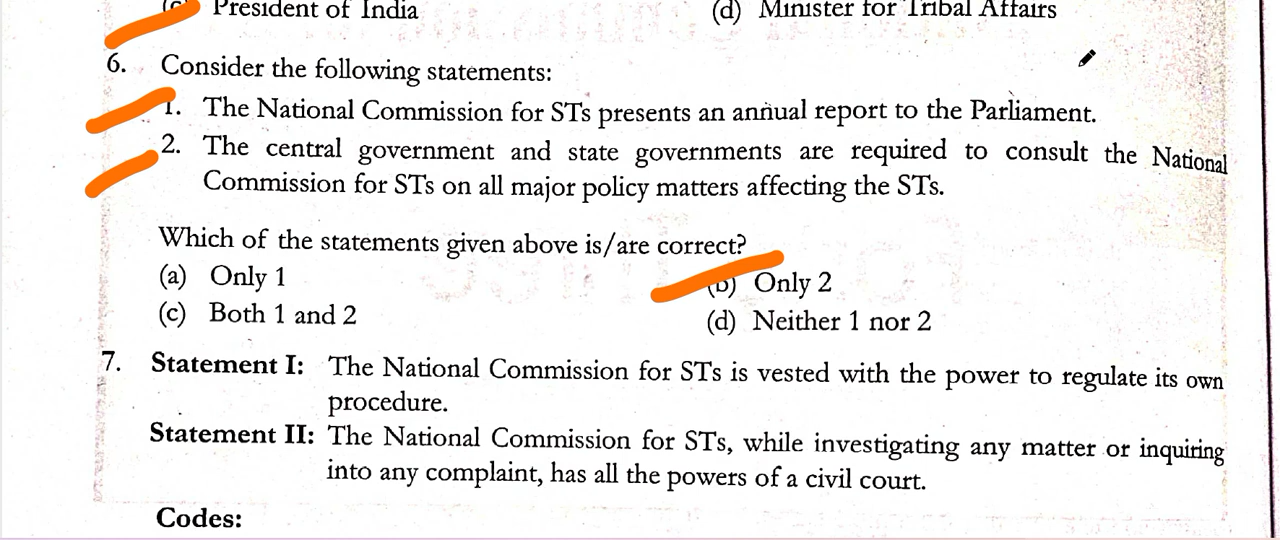 (c) President of India (d) Minister for Tribal Affairs
6. Consider the following statements:
1. The National Commission for STs presents an annual report to the Parliament.
2. The central government and state governments are required to consult the National
Commission for STs on all major policy matters affecting the STs.
Which of the statements given above is/are correct?
(a) Only 1 (b) Only 2
(c) Both 1 and 2 (d) Neither 1 nor 2
7. Statement I: The National Commission for STs is vested with the power to regulate its own
procedure.
Statement II: The National Commission for STs, while investigating any matter or inquiring
into any complaint, has all the powers of a civil court.
Codes: